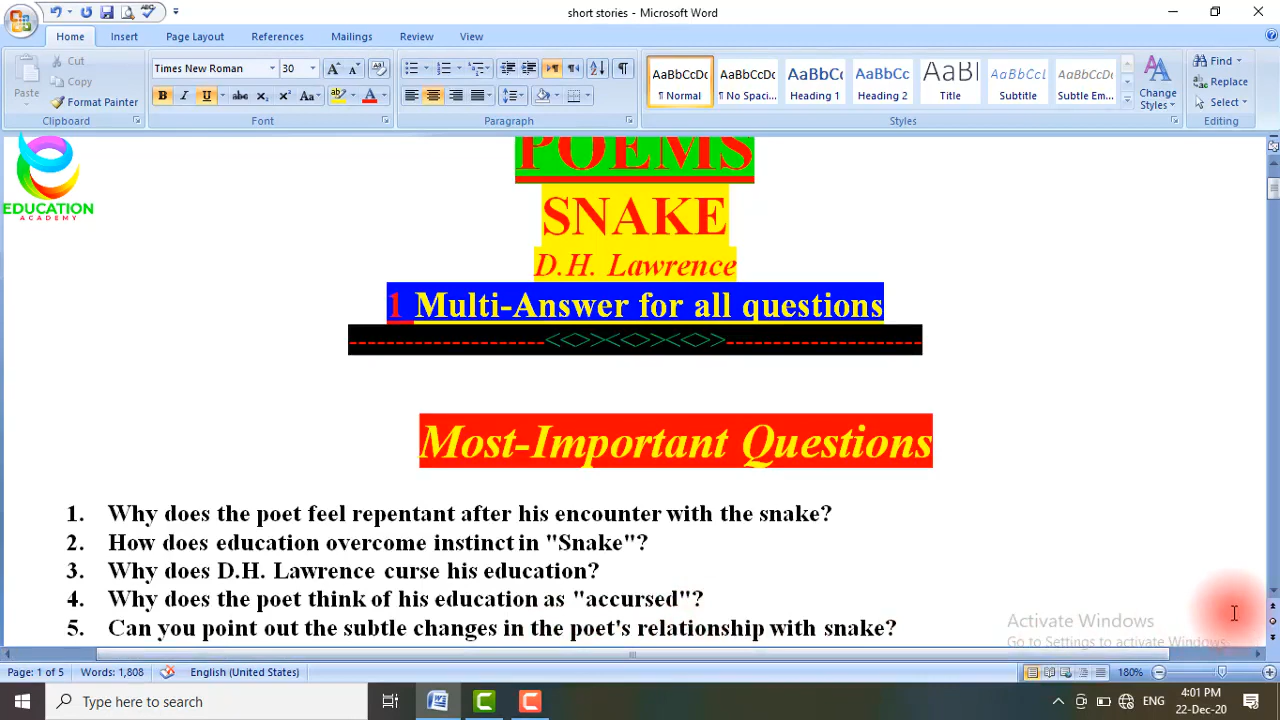 short stories - Microsoft Word
Home Insert Page Layout References Mailings Review View
Paste
Cut
Copy
Format Painter
Clipboard
Times New Roman 30
Font
Paragraph
AaBbCcDc AaBbCcDc AaBbC AaBbCc AaBl AaBbCcL AaBbCcDc
¶ Normal ¶ No Spaci... Heading 1 Heading 2 Title Subtitle Subtle Em...
Change Styles
Styles
Find
Replace
Select
Editing
EDUCATION
ACADEMY
POEMS
SNAKE
D.H. Lawrence
1 Multi-Answer for all questions
--------------------<<>><<>><<>>--------------------
Most-Important Questions
1. Why does the poet feel repentant after his encounter with the snake?
2. How does education overcome instinct in "Snake"?
3. Why does D.H. Lawrence curse his education?
4. Why does the poet think of his education as "accursed"?
5. Can you point out the subtle changes in the poet's relationship with snake?
Activate Windows
Go to Settings to activate Windows.
Page: 1 of 5 Words: 1,808 English (United States) 180%
Type here to search
ENG
4:01 PM
22-Dec-20